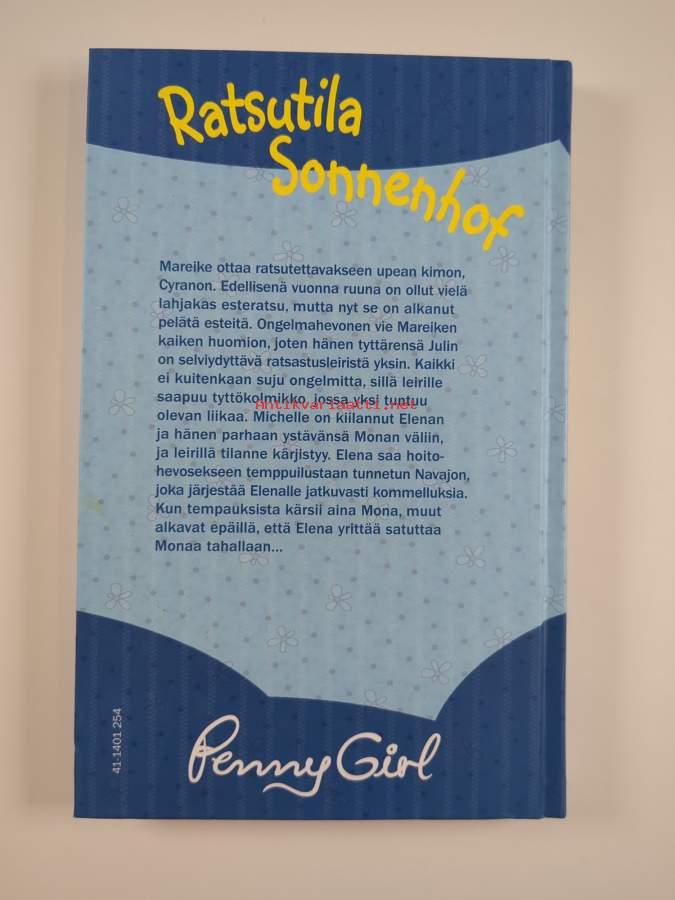 Ratsutila
Sonnenhof
Mareike ottaa ratsutettavakseen upean kimon,
Cyranon. Edellisenä vuonna ruuna on ollut vielä
lahjakas esteratsu, mutta nyt se on alkanut
pelätä esteitä. Ongelmahevonen vie Mareiken
kaiken huomion, joten hänen tyttärensä Julin
on selviydyttävä ratsastusleiristä yksin. Kaikki
ei kuitenkaan suju ongelmitta, sillä leirille
saapuu tyttökolmikko, jossa yksi tuntuu
Antikvariaatti.net
olevan liikaa. Michelle on kiilannut Elenan
ja hänen parhaan ystävänsä Monan väliin,
ja leirillä tilanne kärjistyy. Elena saa hoito-
hevosekseen temppuilustaan tunnetun Navajon,
joka järjestää Elenalle jatkuvasti kommelluksia.
Kun tempauksista kärsii aina Mona, muut
alkavat epäillä, että Elena yrittää satuttaa
Monaa tahallaan...
41-1401 254
Penny Girl